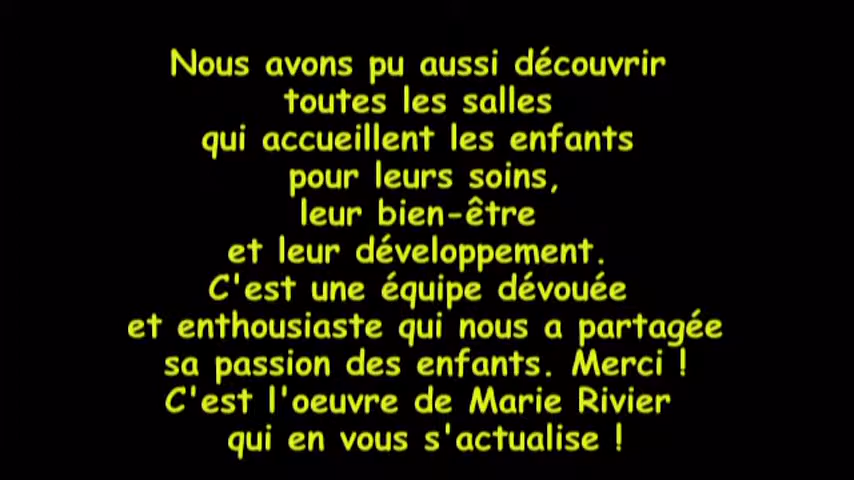 Nous avons pu aussi découvrir
toutes les salles
qui accueillent les enfants
pour leurs soins,
leur bien-être
et leur développement.
C'est une équipe dévouée
et enthousiaste qui nous a partagée
sa passion des enfants. Merci !
C'est l'oeuvre de Marie Rivier
qui en vous s'actualise !